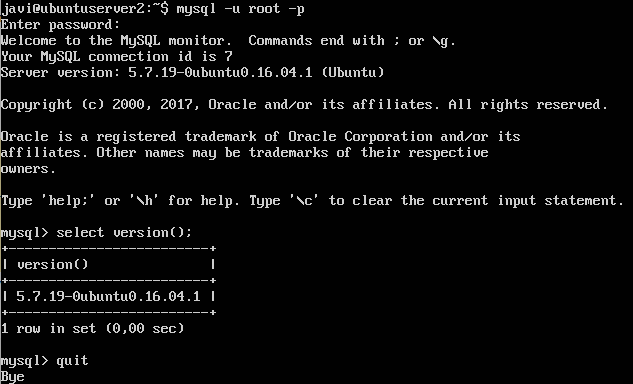 javi@ubuntuserver2:~$ mysql -u root -p
Enter password:
Welcome to the MySQL monitor.  Commands end with ; or \g.
Your MySQL connection id is 7
Server version: 5.7.19-0ubuntu0.16.04.1 (Ubuntu)

Copyright (c) 2000, 2017, Oracle and/or its affiliates. All rights reserved.

Oracle is a registered trademark of Oracle Corporation and/or its
affiliates. Other names may be trademarks of their respective
owners.

Type 'help;' or '\h' for help. Type '\c' to clear the current input statement.

mysql> select version();
+-------------------------+
| version()               |
+-------------------------+
| 5.7.19-0ubuntu0.16.04.1 |
+-------------------------+
1 row in set (0,00 sec)

mysql> quit
Bye